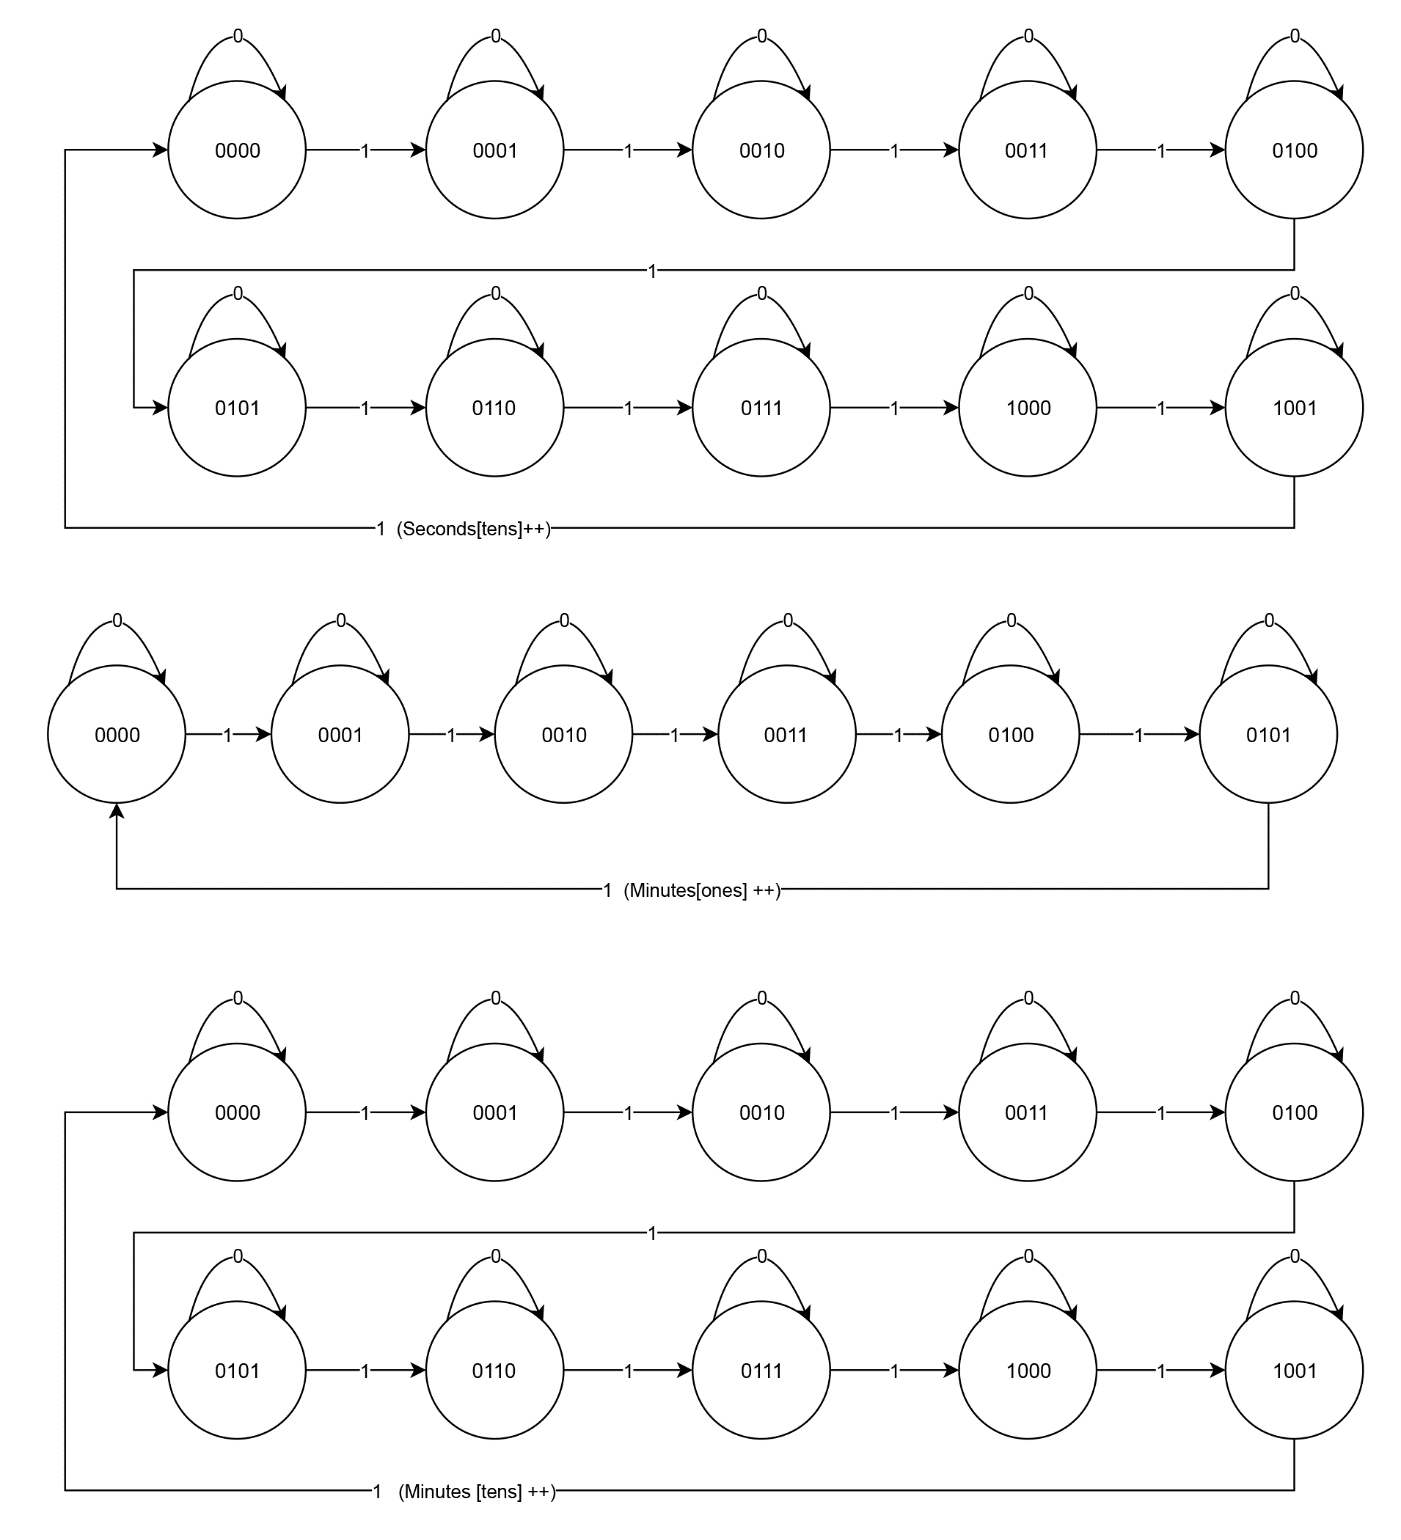 0 0 0 0 0
0000 1 0001 1 0010 1 0011 1 0100
1
0 0 0 0 0
0101 1 0110 1 0111 1 1000 1 1001
1 (Seconds[tens]++)
0 0 0 0 0 0
0000 1 0001 1 0010 1 0011 1 0100 1 0101
1 (Minutes[ones] ++)
0 0 0 0 0
0000 1 0001 1 0010 1 0011 1 0100
1
0 0 0 0 0
0101 1 0110 1 0111 1 1000 1 1001
1 (Minutes [tens] ++)